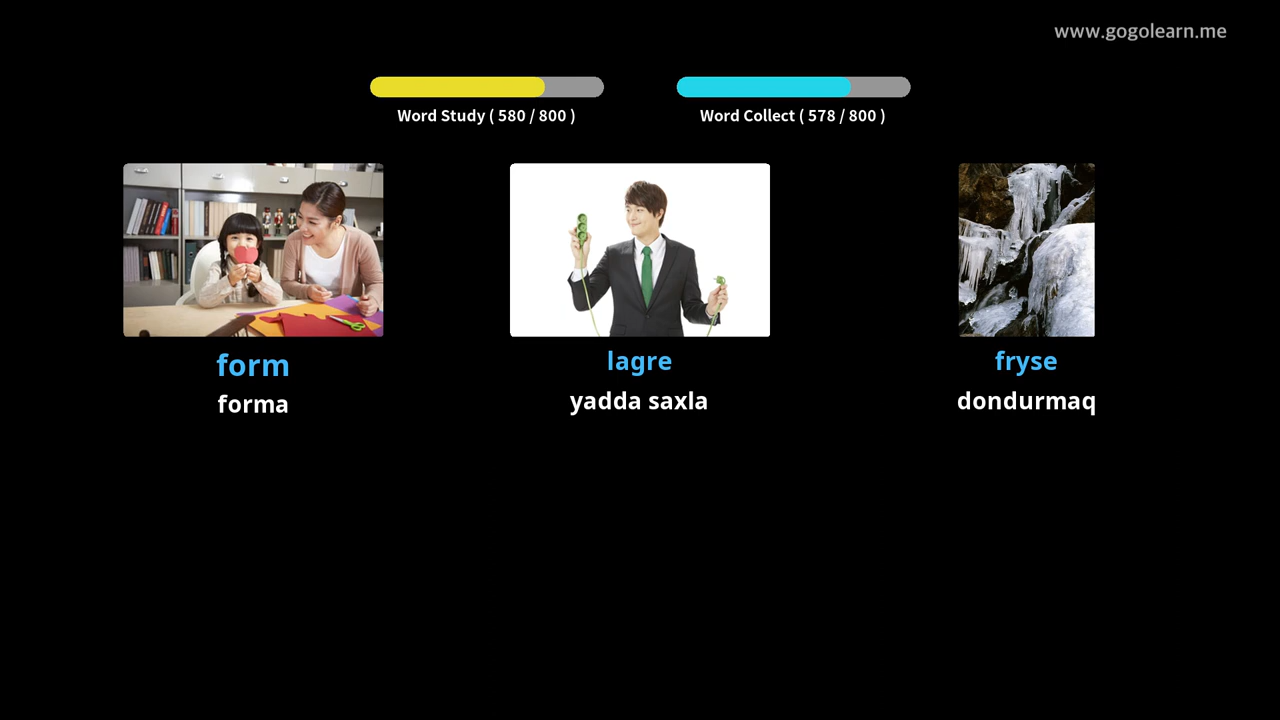 www.gogolearn.me
Word Study ( 580 / 800 )
Word Collect ( 578 / 800 )
form
forma
lagre
yadda saxla
fryse
dondurmaq